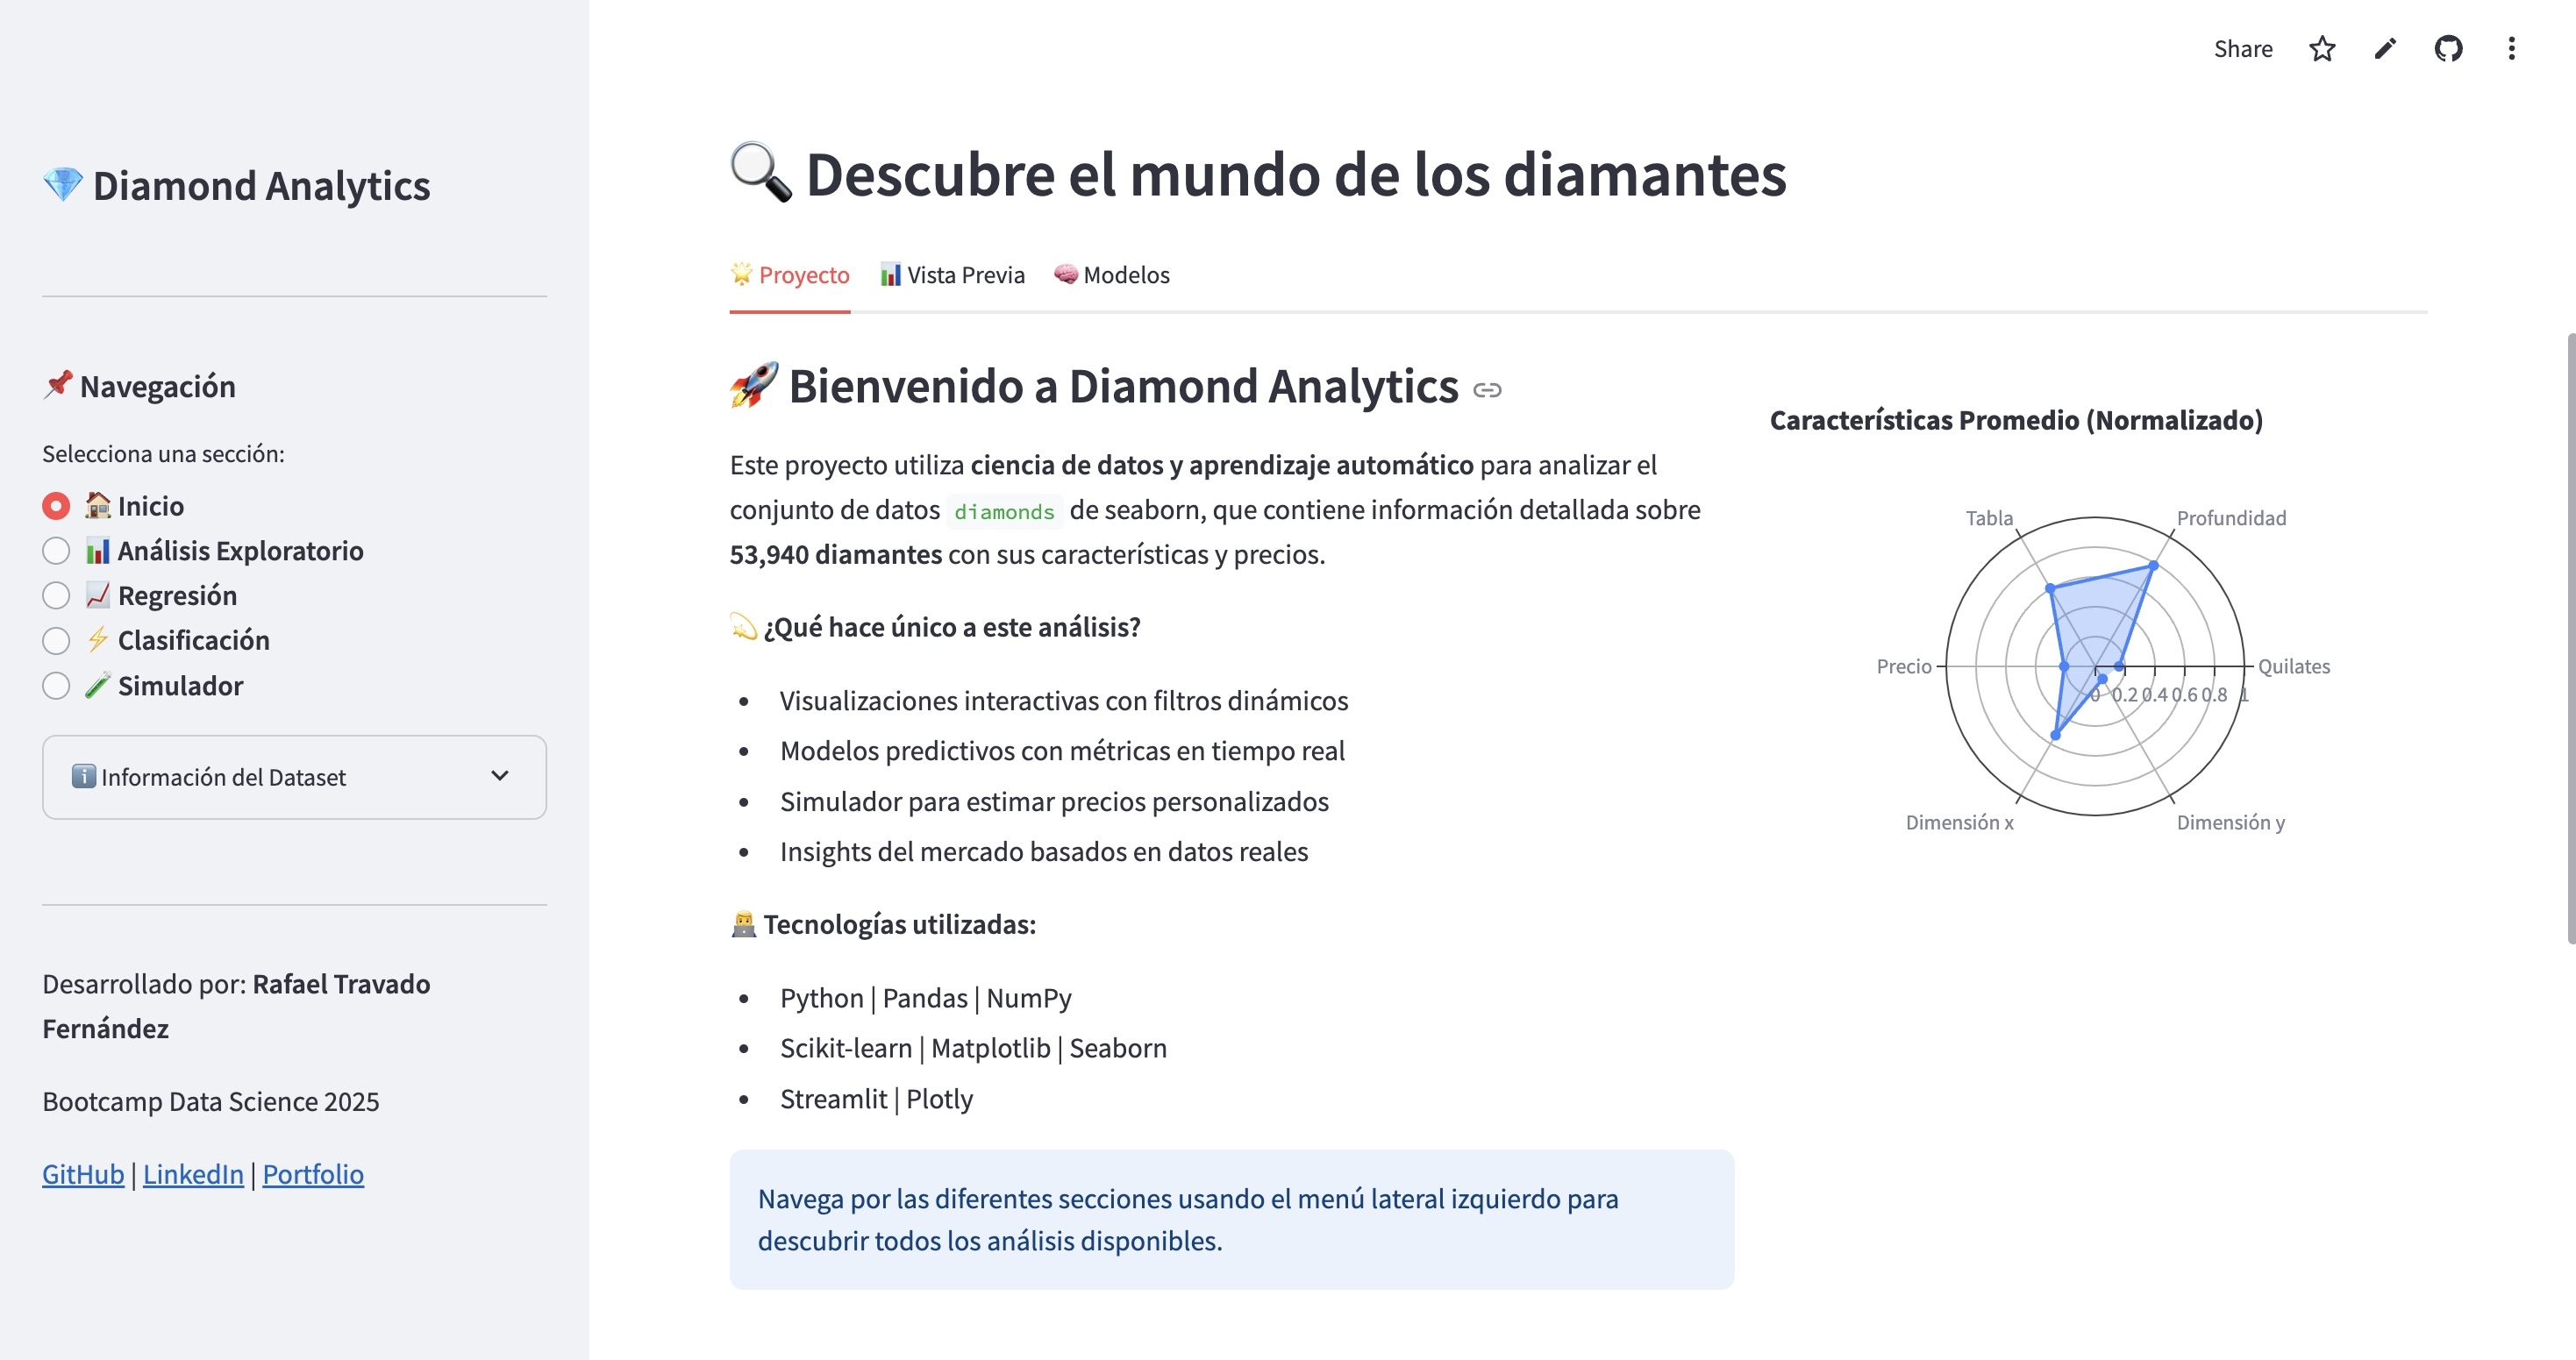 Share
Diamond Analytics
Navegación
Selecciona una sección:
Inicio
Análisis Exploratorio
Regresión
Clasificación
Simulador
Información del Dataset
Desarrollado por: Rafael Travado
Fernández
Bootcamp Data Science 2025
GitHub | LinkedIn | Portfolio
Descubre el mundo de los diamantes
Proyecto Vista Previa Modelos
Bienvenido a Diamond Analytics
Este proyecto utiliza ciencia de datos y aprendizaje automático para analizar el
conjunto de datos diamonds de seaborn, que contiene información detallada sobre
53,940 diamantes con sus características y precios.
¿Qué hace único a este análisis?
• Visualizaciones interactivas con filtros dinámicos
• Modelos predictivos con métricas en tiempo real
• Simulador para estimar precios personalizados
• Insights del mercado basados en datos reales
Tecnologías utilizadas:
• Python | Pandas | NumPy
• Scikit-learn | Matplotlib | Seaborn
• Streamlit | Plotly
Navega por las diferentes secciones usando el menú lateral izquierdo para
descubrir todos los análisis disponibles.
Características Promedio (Normalizado)
Tabla Profundidad
Precio Quilates
0 0.2 0.4 0.6 0.8 1
Dimensión x Dimensión y